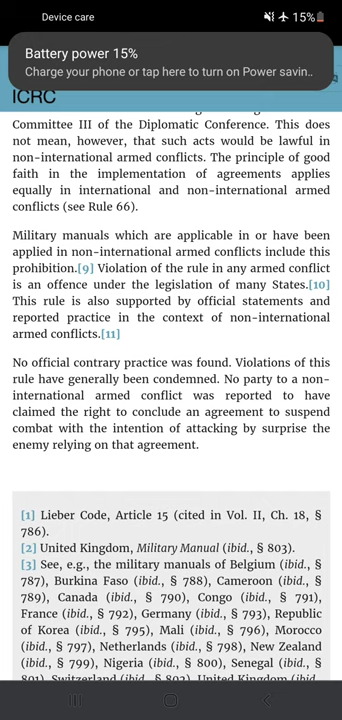 Device care
15%
Battery power 15%
Charge your phone or tap here to turn on Power savin..
ICRC
Committee III of the Diplomatic Conference. This does
not mean, however, that such acts would be lawful in
non-international armed conflicts. The principle of good
faith in the implementation of agreements applies
equally in international and non-international armed
conflicts (see Rule 66).
Military manuals which are applicable in or have been
applied in non-international armed conflicts include this
prohibition.[9] Violation of the rule in any armed conflict
is an offence under the legislation of many States.[10]
This rule is also supported by official statements and
reported practice in the context of non-international
armed conflicts.[11]
No official contrary practice was found. Violations of this
rule have generally been condemned. No party to a non-
international armed conflict was reported to have
claimed the right to conclude an agreement to suspend
combat with the intention of attacking by surprise the
enemy relying on that agreement.
[1] Lieber Code, Article 15 (cited in Vol. II, Ch. 18, §
786).
[2] United Kingdom, Military Manual (ibid., § 803).
[3] See, e.g., the military manuals of Belgium (ibid., §
787), Burkina Faso (ibid., § 788), Cameroon (ibid., §
789), Canada (ibid., § 790), Congo (ibid., § 791),
France (ibid., § 792), Germany (ibid., § 793), Republic
of Korea (ibid., § 795), Mali (ibid., § 796), Morocco
(ibid., § 797), Netherlands (ibid., § 798), New Zealand
(ibid., § 799), Nigeria (ibid., § 800), Senegal (ibid., §
801), Switzerland (ibid., § 802), United Kingdom (ibid.,